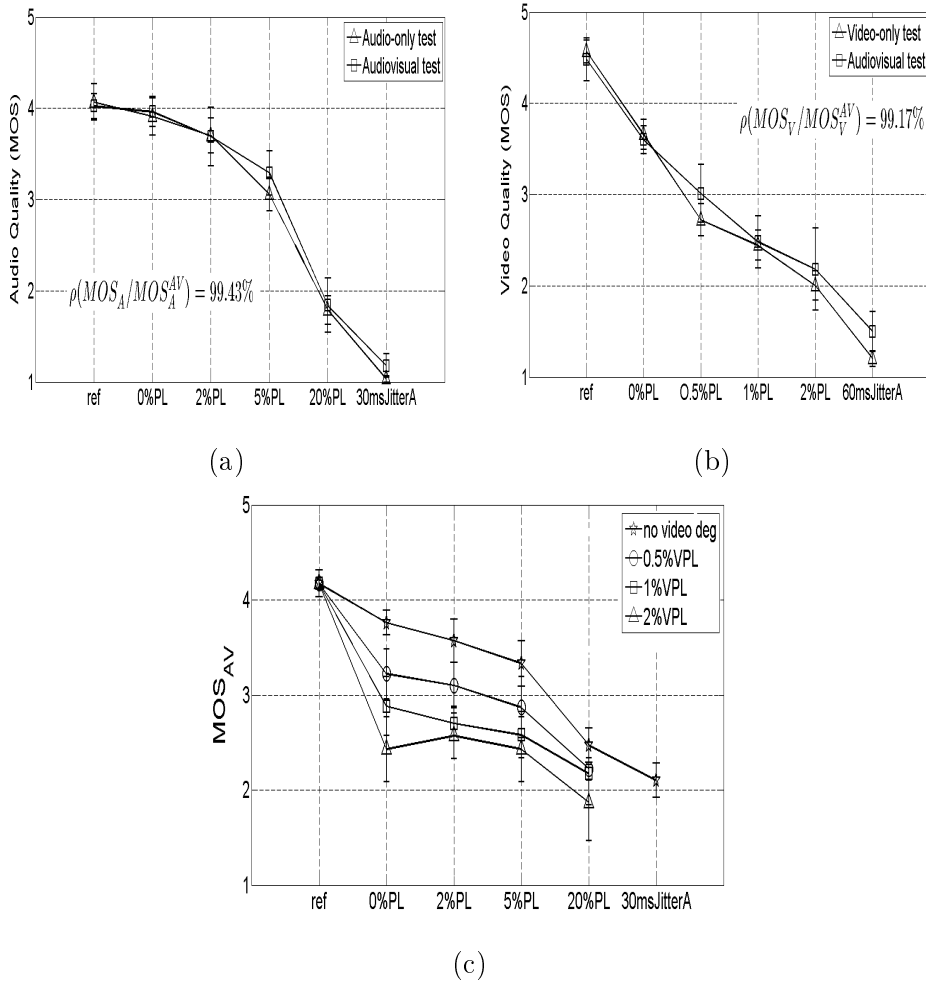 5
4
3
2
1
Audio Quality (MOS)
Audio-only test
Audiovisual test
ρ(MOS_A/MOS_A^AV) = 99.43%
ref 0%PL 2%PL 5%PL 20%PL 30msJitterA
(a)
5
4
3
2
1
Video Quality (MOS)
Video-only test
Audiovisual test
ρ(MOS_V/MOS_V^AV) = 99.17%
ref 0%PL 0.5%PL 1%PL 2%PL 60msJitterA
(b)
5
4
3
2
1
MOS_AV
no video deg
0.5%VPL
1%VPL
2%VPL
ref 0%PL 2%PL 5%PL 20%PL 30msJitterA
(c)